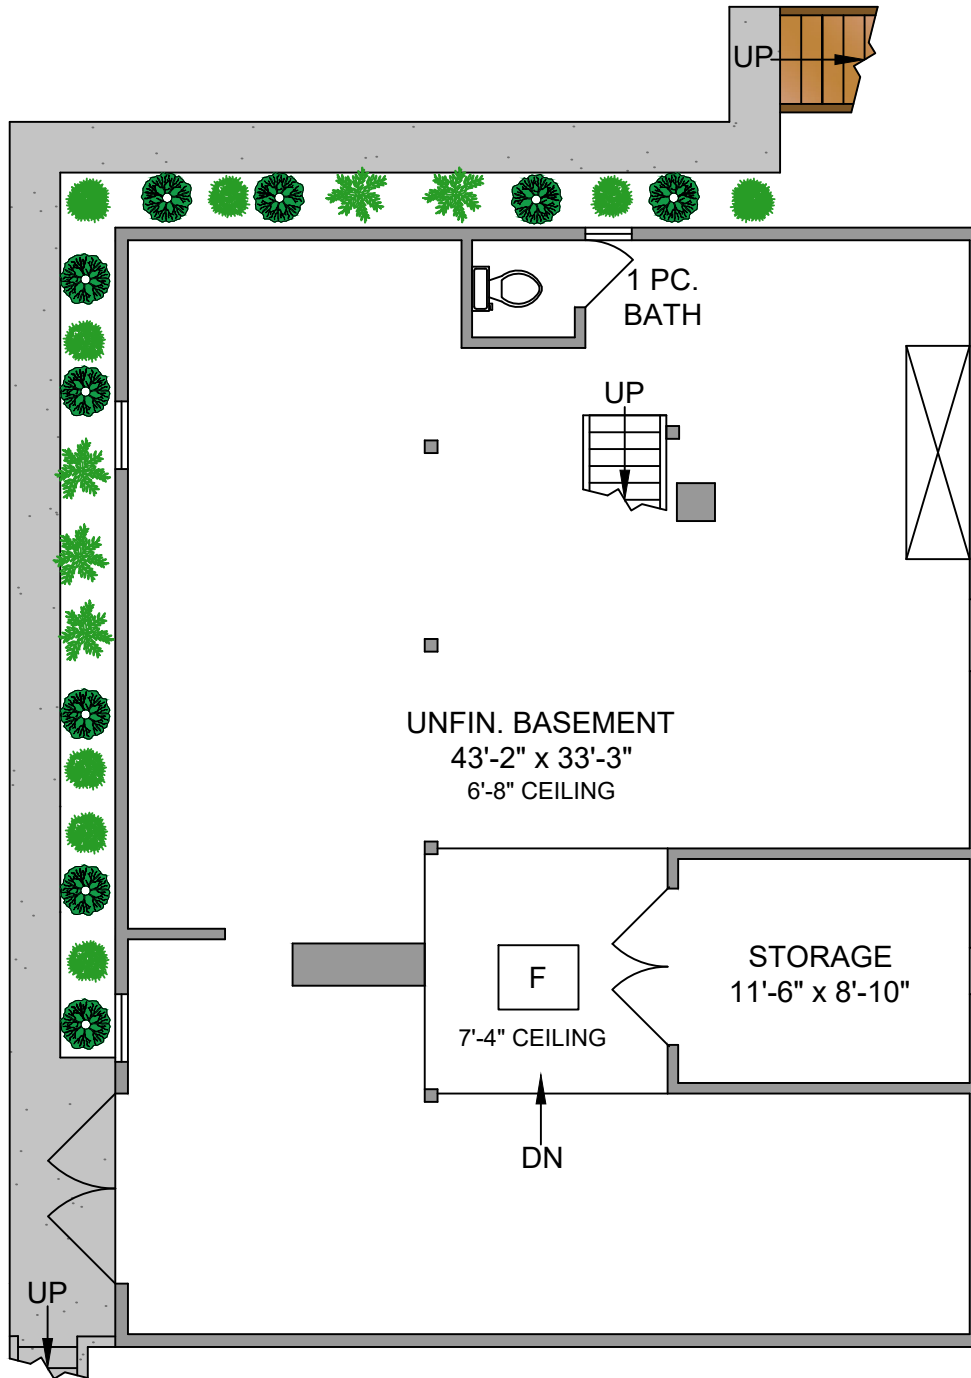 UP
1 PC.
BATH
UP
UNFIN. BASEMENT
43'-2" x 33'-3"
6'-8" CEILING
F
7'-4" CEILING
STORAGE
11'-6" x 8'-10"
DN
UP